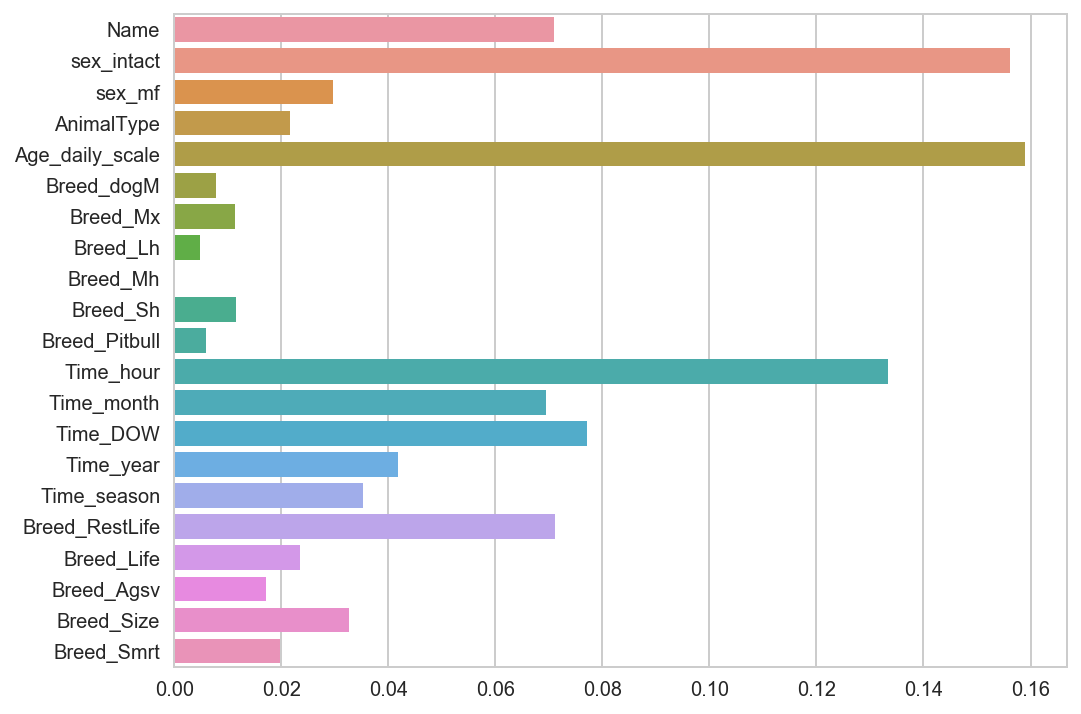 Name
sex_intact
sex_mf
AnimalType
Age_daily_scale
Breed_dogM
Breed_Mx
Breed_Lh
Breed_Mh
Breed_Sh
Breed_Pitbull
Time_hour
Time_month
Time_DOW
Time_year
Time_season
Breed_RestLife
Breed_Life
Breed_Agsv
Breed_Size
Breed_Smrt
0.00 0.02 0.04 0.06 0.08 0.10 0.12 0.14 0.16